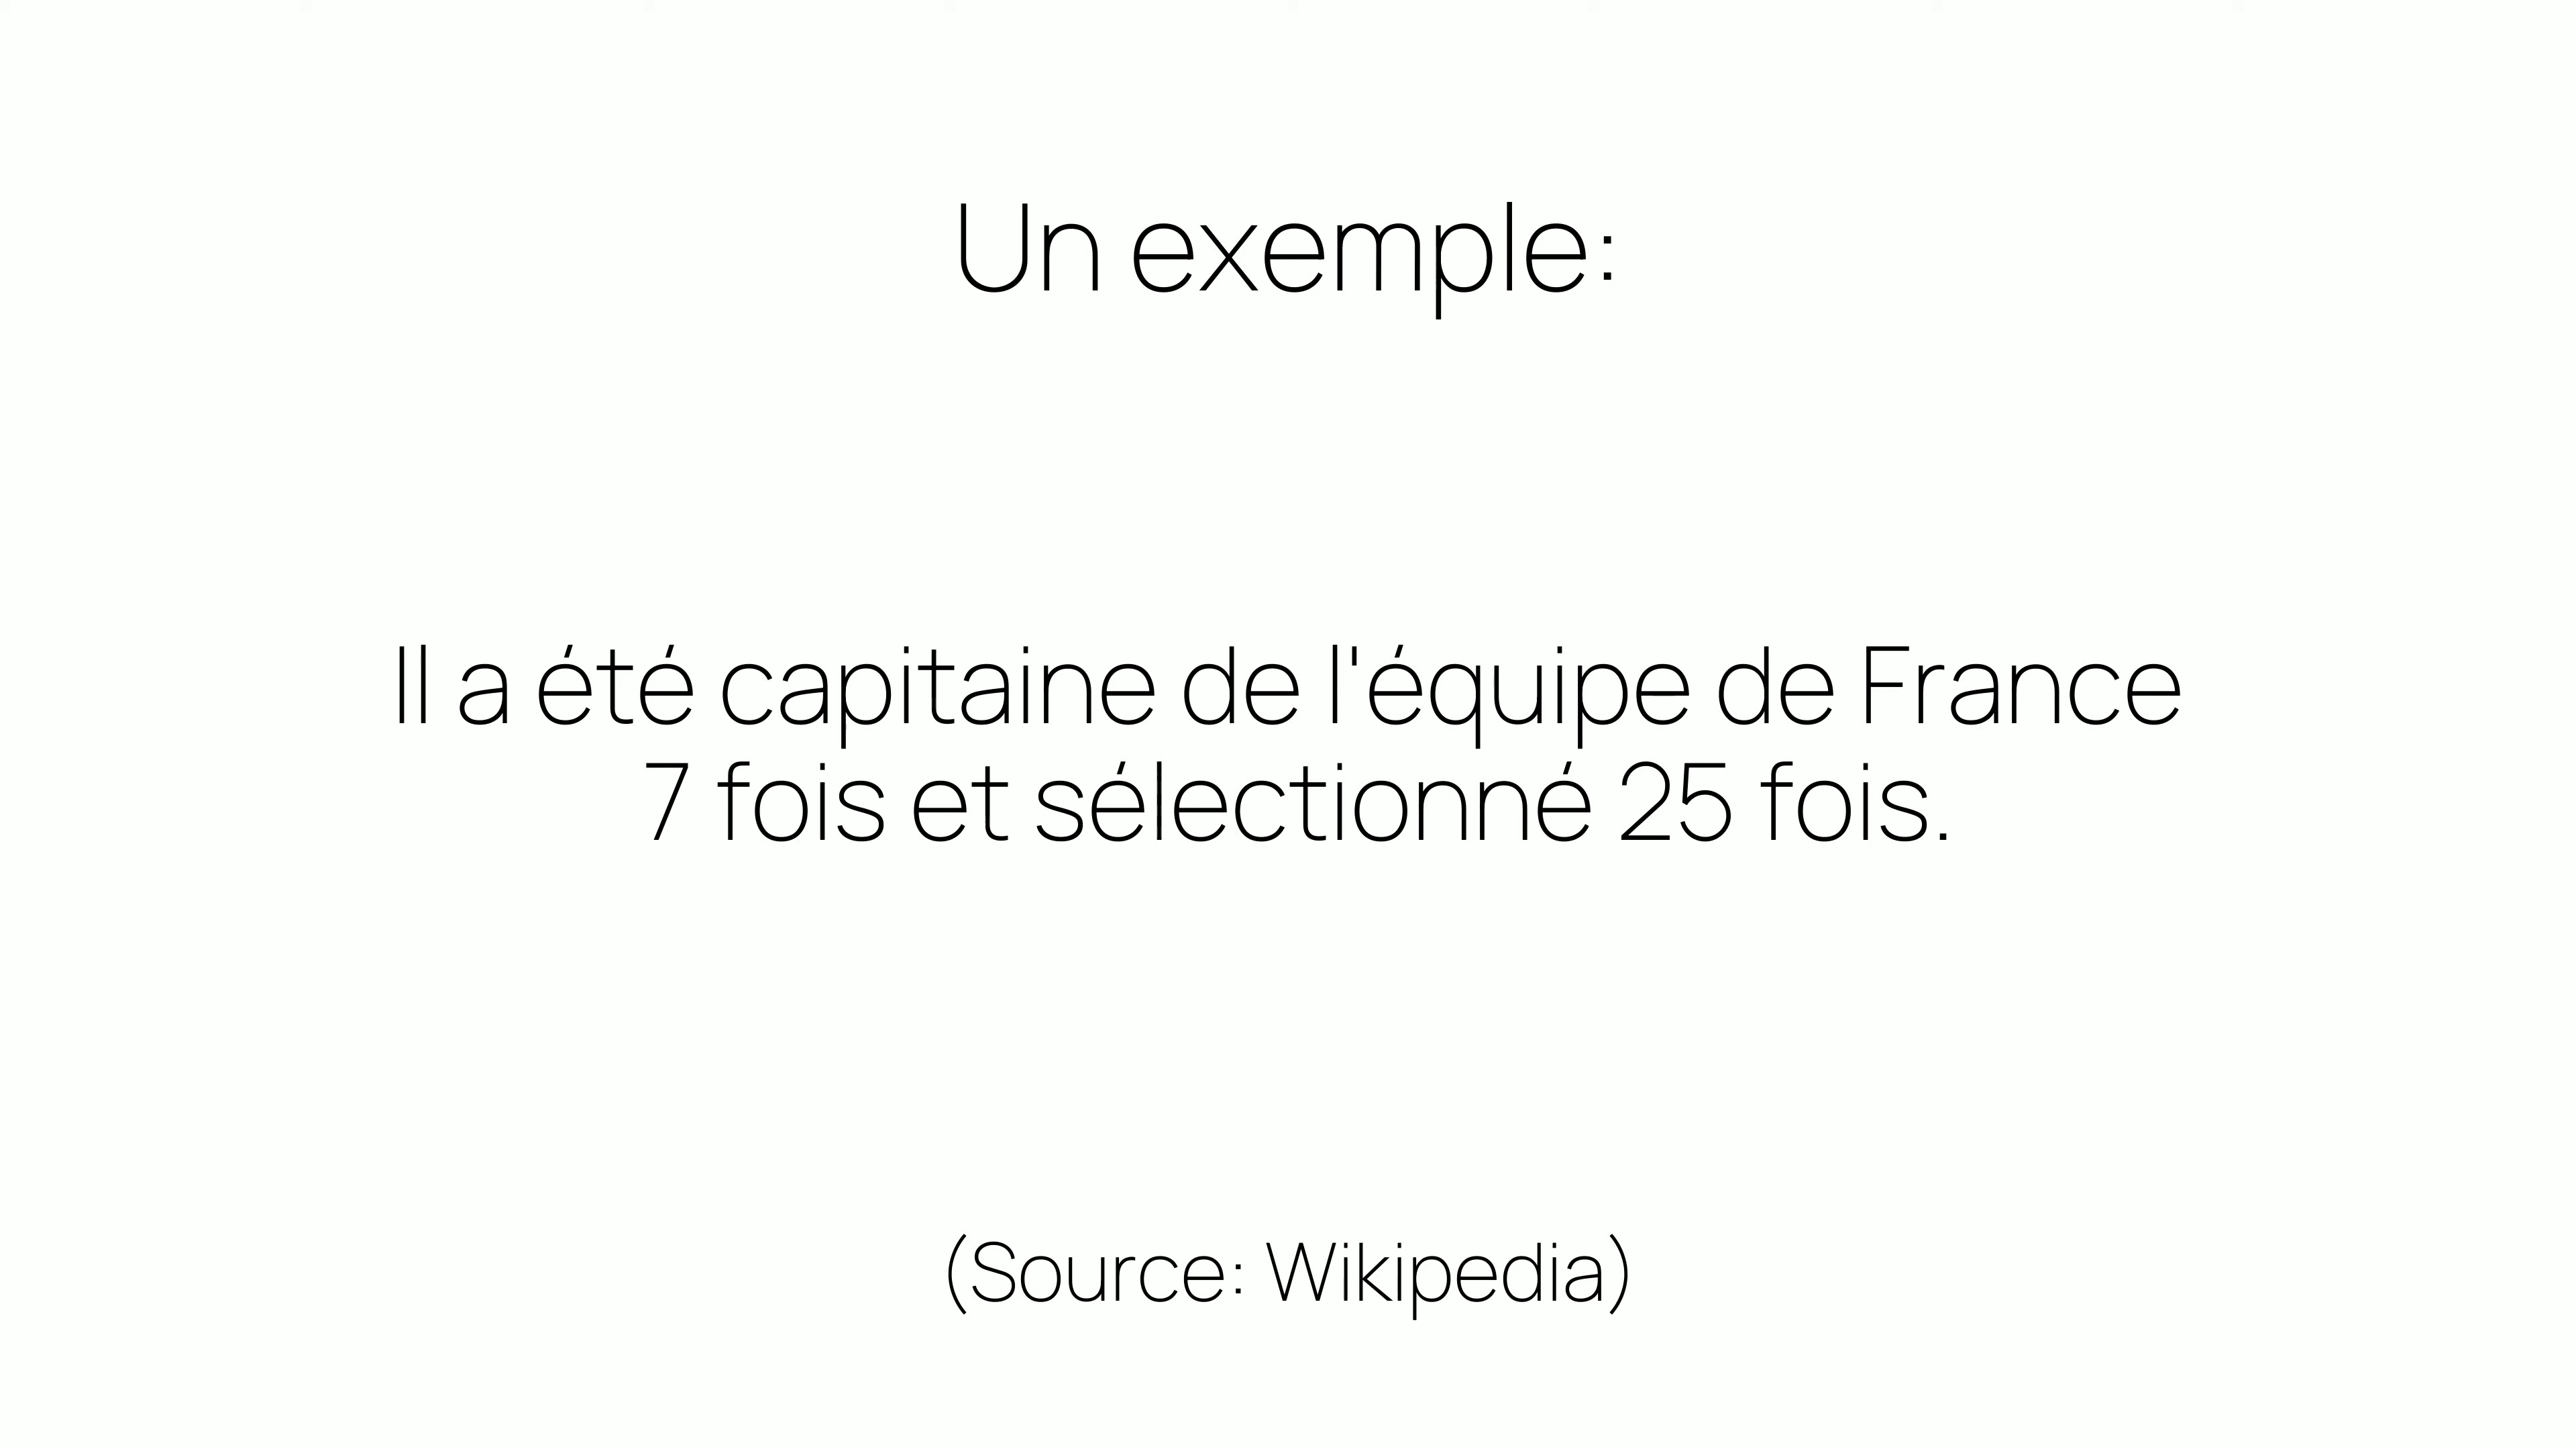 Un exemple:
Il a été capitaine de l'équipe de France
7 fois et sélectionné 25 fois.
(Source: Wikipedia)